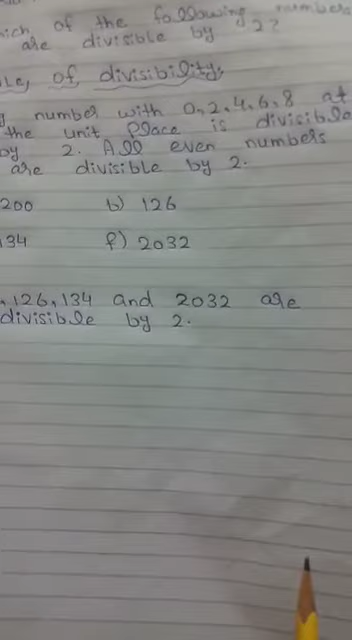 of the following numbers
are divisible by 2?
of divisibility,
number with 0, 2, 4, 6, 8 at
the unit place is divisible
by 2. All even numbers
are divisible by 2.
200 b) 126
134 f) 2032
, 126, 134 and 2032 are
divisible by 2.